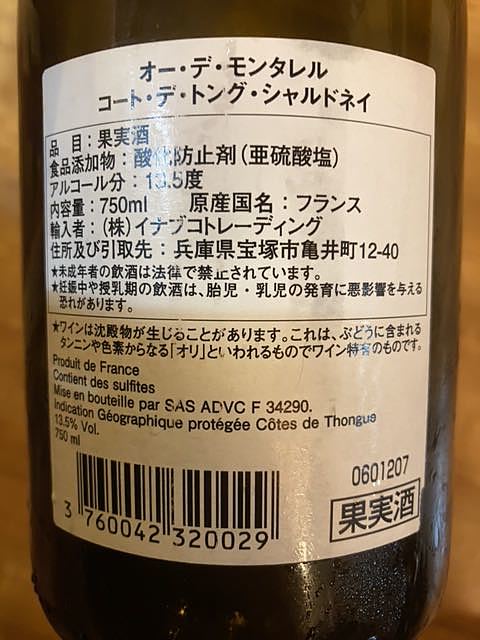 オー・デ・モンタレル
コート・デ・トング・シャルドネイ
品 目：果実酒
食品添加物：酸化防止剤（亜硫酸塩）
アルコール分：13.5度
内容量：750ml 原産国名：フランス
輸入者：（株）イナブコトレーディング
住所及び引取先：兵庫県宝塚市亀井町12-40
★未成年者の飲酒は法律で禁止されています。
★妊娠中や授乳期の飲酒は、胎児・乳児の発育に悪影響を与える
恐れがあります。
★ワインは沈殿物が生じることがあります。これは、ぶどうに含まれる
タンニンや色素からなる「オリ」といわれるものでワイン特有のものです。
Produit de France
Contient des sulfites
Mise en bouteille par SAS ADVC F 34290.
Indication Géographique protégée Côtes de Thongue
13.5% Vol.
750 ml
0601207
果実酒
3 760042 320029